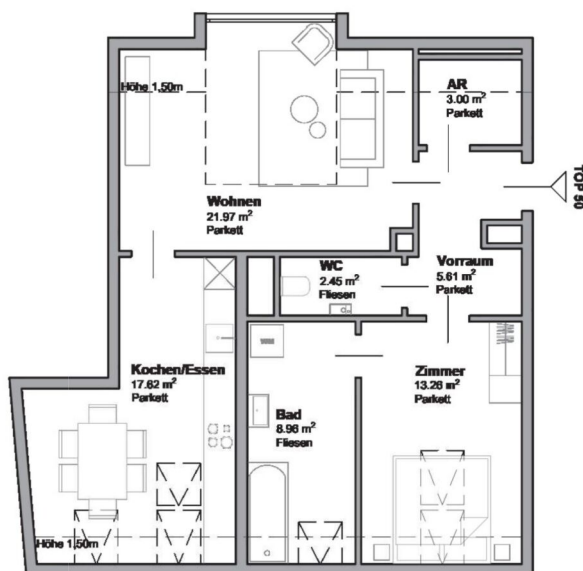 Höhe 1,50m
AR
3.00 m²
Parkett
TOP 50
Wohnen
21.97 m²
Parkett
WC
2.45 m²
Fliesen
Vorraum
5.61 m²
Parkett
Kochen/Essen
17.62 m²
Parkett
Zimmer
13.26 m²
Parkett
Bad
8.96 m²
Fliesen
Höhe 1,50m